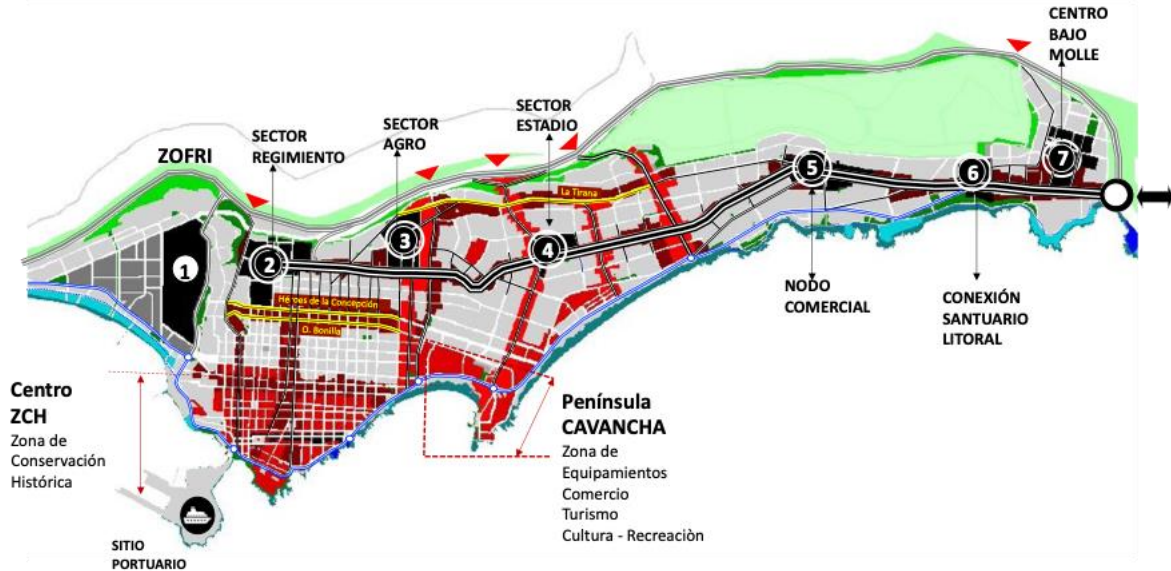 CENTRO
BAJO
MOLLE
SECTOR
ESTADIO
SECTOR
AGRO
SECTOR
REGIMIENTO
ZOFRI
La Tirana
1
2
3
4
5
6
7
Héroes de la Concepción
O. Bonilla
NODO
COMERCIAL
CONEXIÓN
SANTUARIO
LITORAL
Centro
ZCH
Zona de
Conservación
Histórica
Península
CAVANCHA
Zona de
Equipamientos
Comercio
Turismo
Cultura - Recreaciòn
SITIO
PORTUARIO